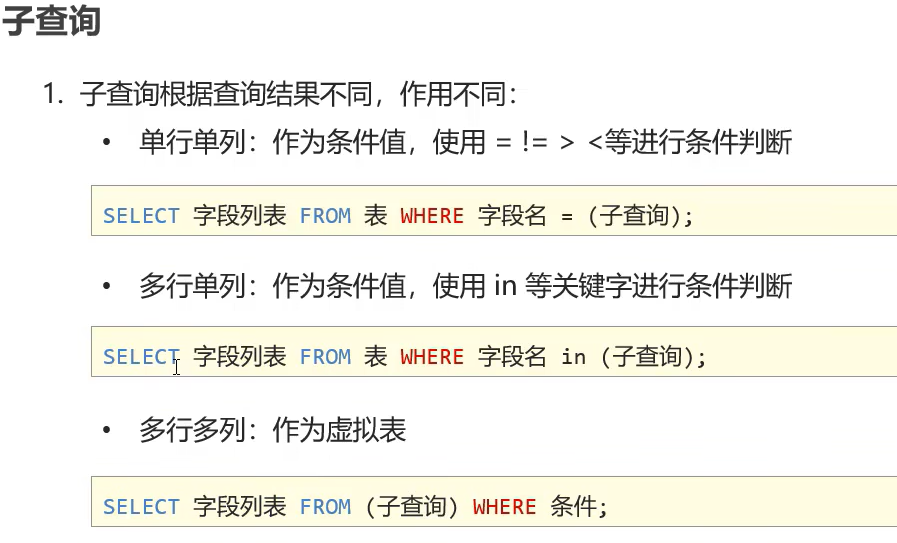 子查询
1. 子查询根据查询结果不同，作用不同：
• 单行单列：作为条件值，使用 = != > <等进行条件判断
SELECT 字段列表 FROM 表 WHERE 字段名 = (子查询);
• 多行单列：作为条件值，使用 in 等关键字进行条件判断
SELECT 字段列表 FROM 表 WHERE 字段名 in (子查询);
• 多行多列：作为虚拟表
SELECT 字段列表 FROM (子查询) WHERE 条件;